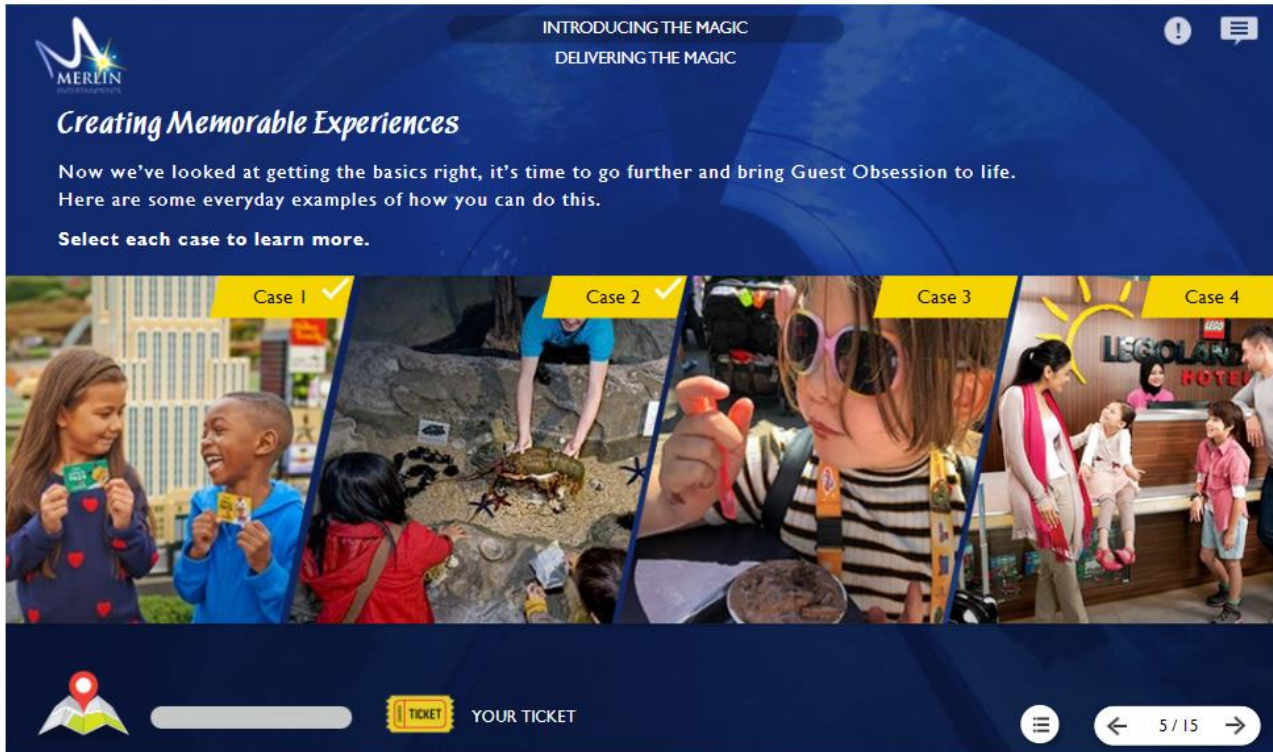 INTRODUCING THE MAGIC
DELIVERING THE MAGIC
MERLIN
ENTERTAINMENTS
Creating Memorable Experiences
Now we've looked at getting the basics right, it's time to go further and bring Guest Obsession to life.
Here are some everyday examples of how you can do this.
Select each case to learn more.
Case 1
Case 2
Case 3
Case 4
LEGO
LEGOLAND
HOTEL
TICKET
YOUR TICKET
5 / 15